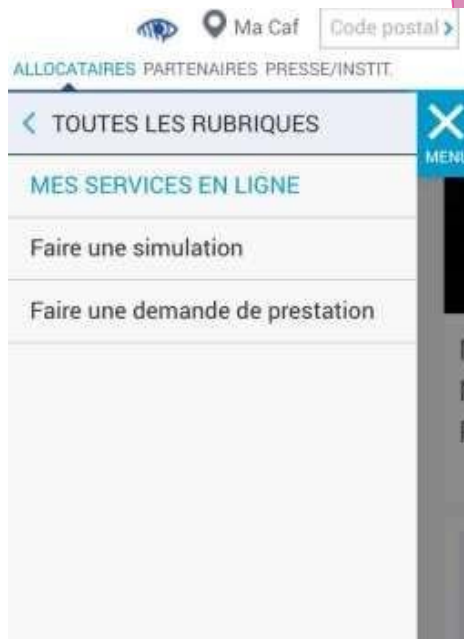 Ma Caf Code postal >
ALLOCATAIRES PARTENAIRES PRESSE/INSTIT.
< TOUTES LES RUBRIQUES
MENU
MES SERVICES EN LIGNE
Faire une simulation
Faire une demande de prestation